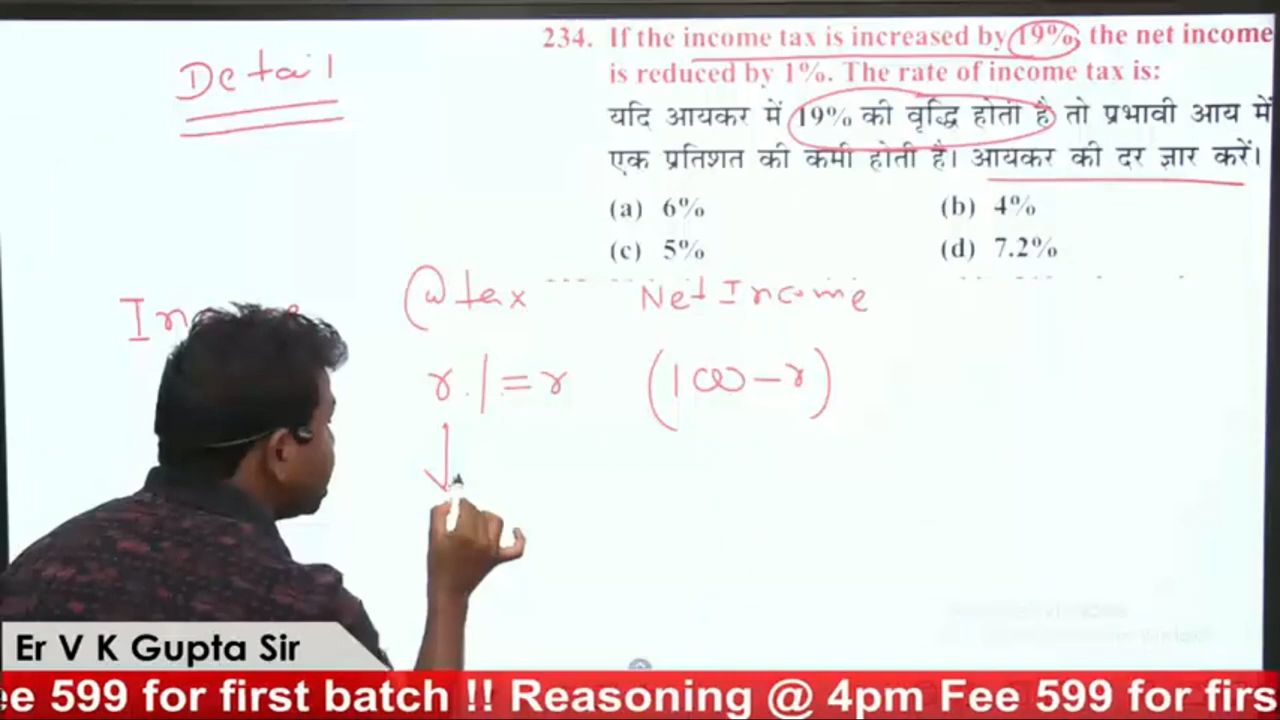 Detail
234. If the income tax is increased by 19%, the net income
is reduced by 1%. The rate of income tax is:
यदि आयकर में 19% की वृद्धि होती है तो प्रभावी आय में
एक प्रतिशत की कमी होती है। आयकर की दर ज्ञार करें।
(a) 6% (b) 4%
(c) 5% (d) 7.2%
@ tax Net Income
r.|= r (100-r)
Er V K Gupta Sir
ee 599 for first batch !! Reasoning @ 4pm Fee 599 for firs